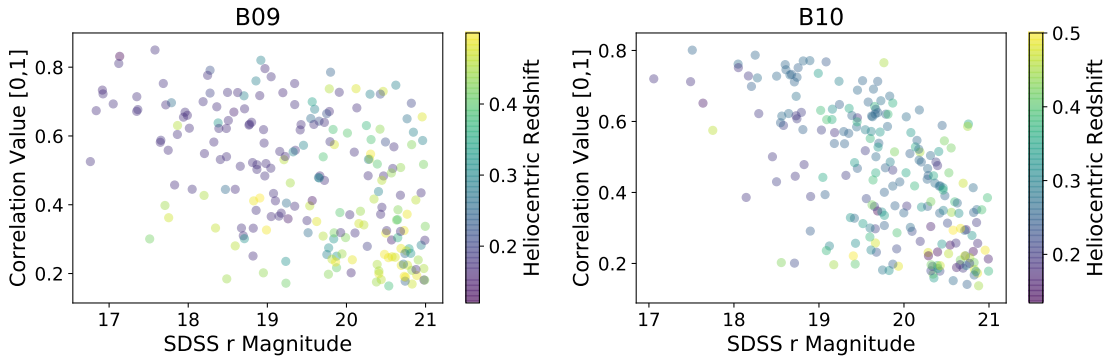 B09
Correlation Value [0,1]
0.8
0.6
0.4
0.2
17 18 19 20 21
SDSS r Magnitude
0.4
0.3
0.2
Heliocentric Redshift
B10
Correlation Value [0,1]
0.8
0.6
0.4
0.2
17 18 19 20 21
SDSS r Magnitude
0.5
0.4
0.3
0.2
Heliocentric Redshift